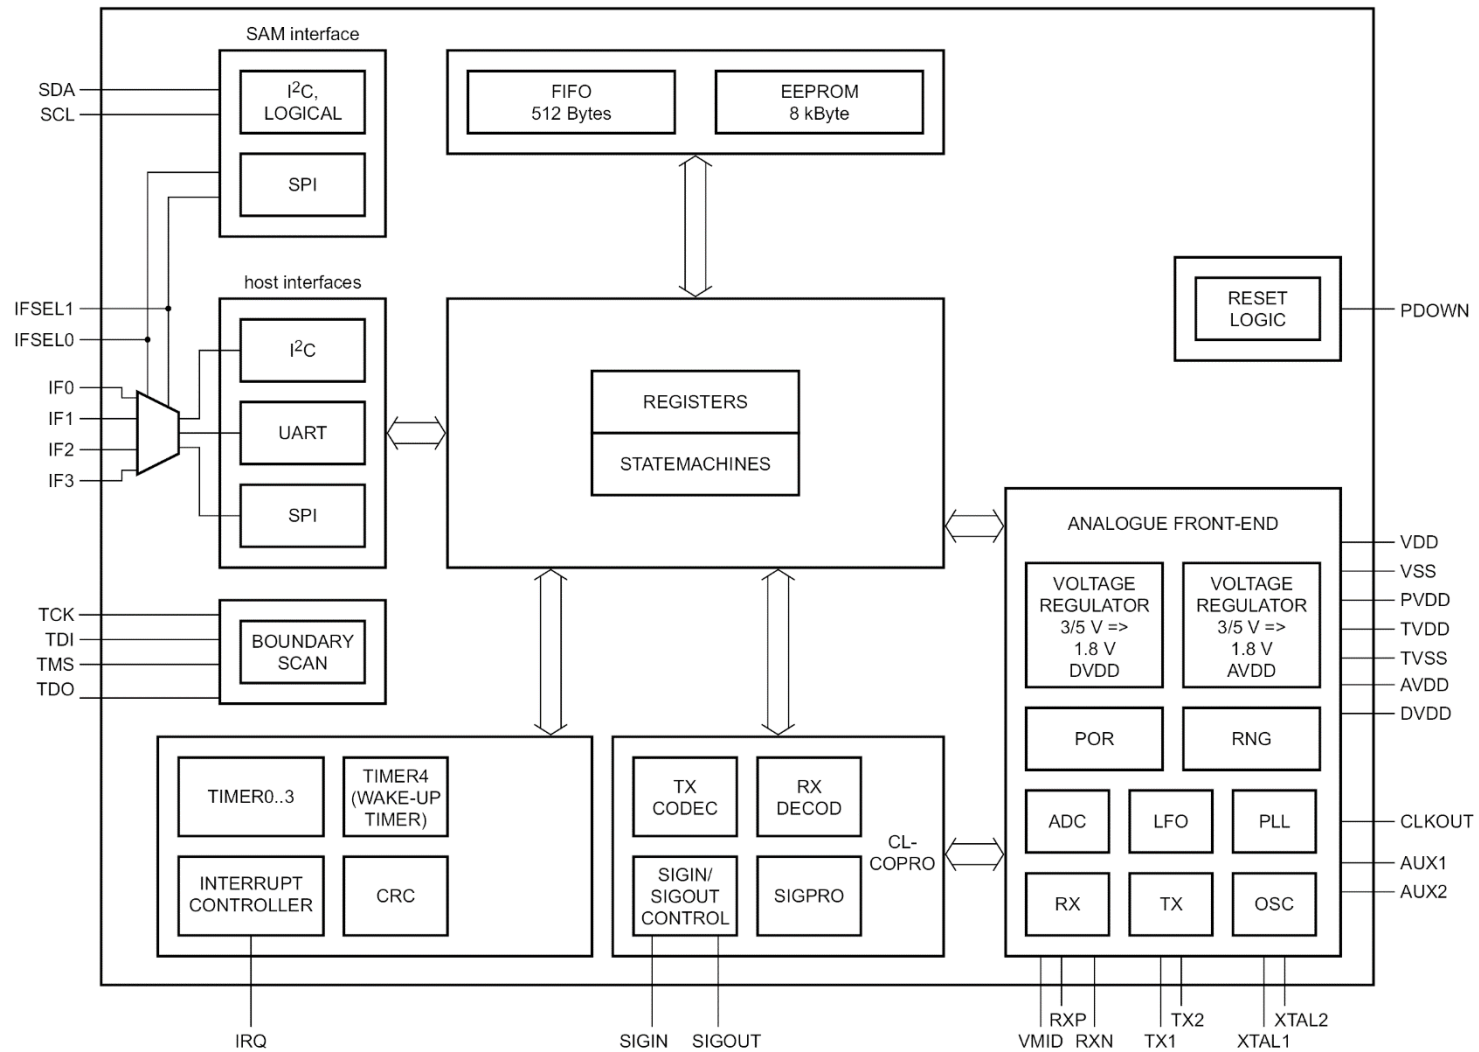 SAM interface
SDA
SCL
I²C,
LOGICAL
SPI
FIFO
512 Bytes
EEPROM
8 kByte
host interfaces
IFSEL1
IFSEL0
IF0
IF1
IF2
IF3
I²C
UART
SPI
REGISTERS
STATEMACHINES
RESET
LOGIC
PDOWN
TCK
TDI
TMS
TDO
BOUNDARY
SCAN
ANALOGUE FRONT-END
VOLTAGE
REGULATOR
3/5 V =>
1.8 V
DVDD
VOLTAGE
REGULATOR
3/5 V =>
1.8 V
AVDD
POR
RNG
ADC
LFO
PLL
RX
TX
OSC
VDD
VSS
PVDD
TVDD
TVSS
AVDD
DVDD
CLKOUT
AUX1
AUX2
TIMER0..3
TIMER4
(WAKE-UP
TIMER)
INTERRUPT
CONTROLLER
CRC
TX
CODEC
RX
DECOD
SIGIN/
SIGOUT
CONTROL
SIGPRO
CL-
COPRO
IRQ
SIGIN
SIGOUT
VMID
RXP
RXN
TX1
TX2
XTAL1
XTAL2